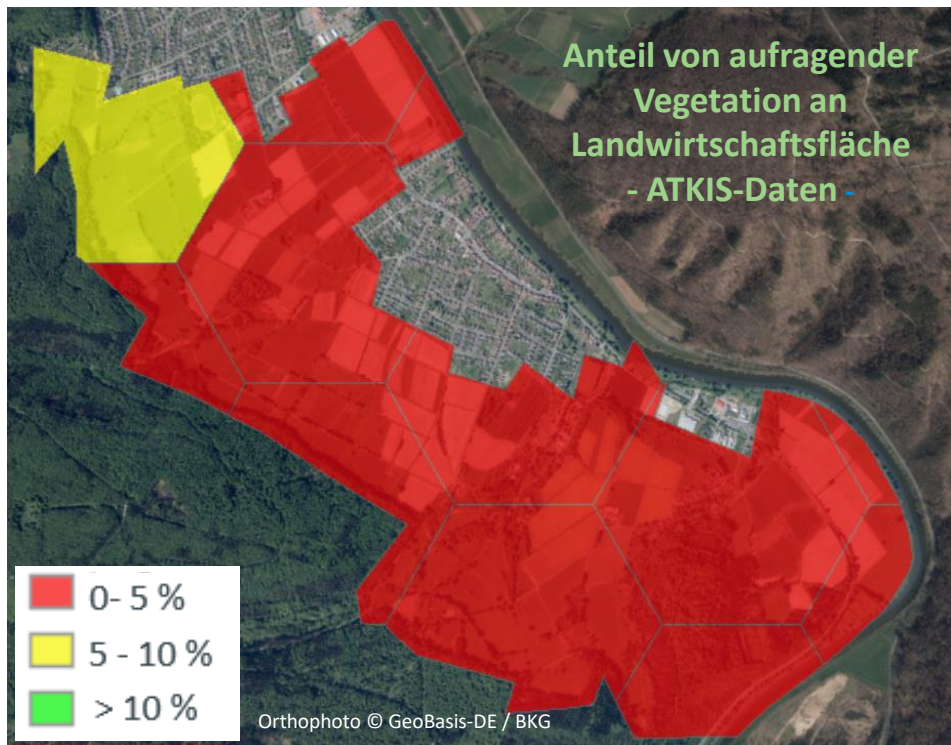 Anteil von aufragender
Vegetation an
Landwirtschaftsfläche
- ATKIS-Daten -
0- 5 %
5 - 10 %
> 10 %
Orthophoto © GeoBasis-DE / BKG